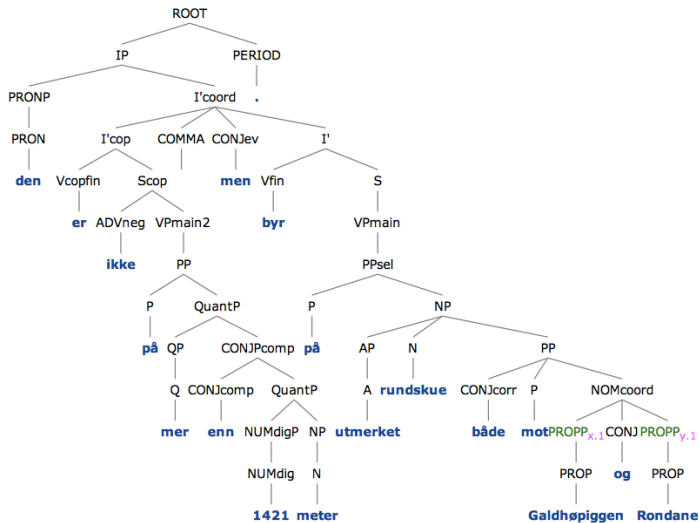 ROOT
IP PERIOD
PRONP I'coord .
PRON I'cop COMMA CONJev I'
den Vcopfin Scop men Vfin S
er ADVneg VPmain2 byr VPmain
ikke PP PPsel
P QuantP P NP
på QP CONJPcomp på AP N PP
Q CONJcomp QuantP A rundskue CONJcorr P NOMcoord
mer enn NUMdigP NP utmerket både mot PROPPx.1 CONJ PROPPy.1
NUMdig N PROP og PROP
1421 meter Galdhøpiggen Rondane